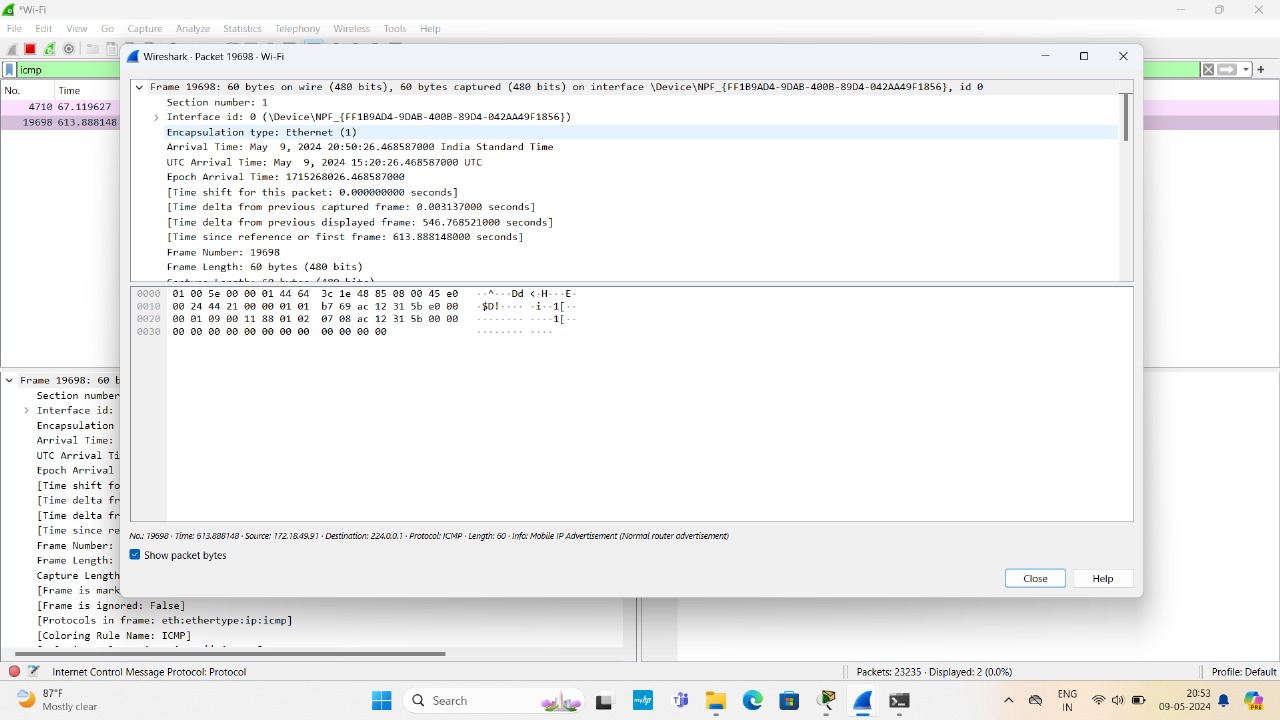 *Wi-Fi
File Edit View Go Capture Analyze Statistics Telephony Wireless Tools Help
icmp
No. Time
4710 67.119627
19698 613.888148
Wireshark · Packet 19698 · Wi-Fi
Frame 19698: 60 bytes on wire (480 bits), 60 bytes captured (480 bits) on interface \Device\NPF_{FF1B9AD4-9DAB-400B-89D4-042AA49F1856}, id 0
Section number: 1
Interface id: 0 (\Device\NPF_{FF1B9AD4-9DAB-400B-89D4-042AA49F1856})
Encapsulation type: Ethernet (1)
Arrival Time: May  9, 2024 20:50:26.468587000 India Standard Time
UTC Arrival Time: May  9, 2024 15:20:26.468587000 UTC
Epoch Arrival Time: 1715268026.468587000
[Time shift for this packet: 0.000000000 seconds]
[Time delta from previous captured frame: 0.003137000 seconds]
[Time delta from previous displayed frame: 546.768521000 seconds]
[Time since reference or first frame: 613.888148000 seconds]
Frame Number: 19698
Frame Length: 60 bytes (480 bits)
0000 01 00 5e 00 00 01 44 64 3c 1e 48 85 08 00 45 e0 ··^···Dd <·H···E·
0010 00 24 44 21 00 00 01 01 b7 69 ac 12 31 5b e0 00 ·$D!···· ·i··1[··
0020 00 01 09 00 11 88 01 02 07 08 ac 12 31 5b 00 00 ········ ····1[··
0030 00 00 00 00 00 00 00 00 00 00 00 00 ········ ····
No.: 19698 · Time: 613.888148 · Source: 172.18.49.91 · Destination: 224.0.0.1 · Protocol: ICMP · Length: 60 · Info: Mobile IP Advertisement (Normal router advertisement)
Show packet bytes
Close Help
Frame 19698: 60 b
Section number
Interface id:
Encapsulation
Arrival Time:
UTC Arrival Ti
Epoch Arrival
[Time shift fo
[Time delta fr
[Time delta fr
[Time since re
Frame Number:
Frame Length:
Capture Length
[Frame is mark
[Frame is ignored: False]
[Protocols in frame: eth:ethertype:ip:icmp]
[Coloring Rule Name: ICMP]
Internet Control Message Protocol: Protocol
Packets: 23235 · Displayed: 2 (0.0%)
Profile: Default
87°F
Mostly clear
Search
myhp
ENG
IN
20:53
09-05-2024
PRE